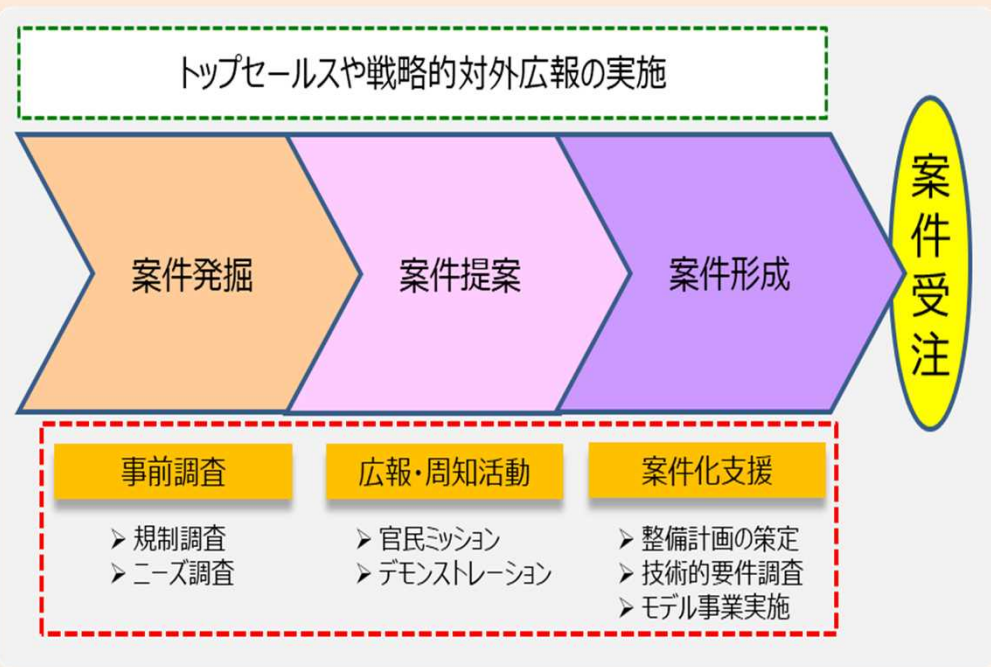 トップセールスや戦略的対外広報の実施
案件発掘
案件提案
案件形成
案件受注
事前調査
➢ 規制調査
➢ ニーズ調査
広報・周知活動
➢ 官民ミッション
➢ デモンストレーション
案件化支援
➢ 整備計画の策定
➢ 技術的要件調査
➢ モデル事業実施